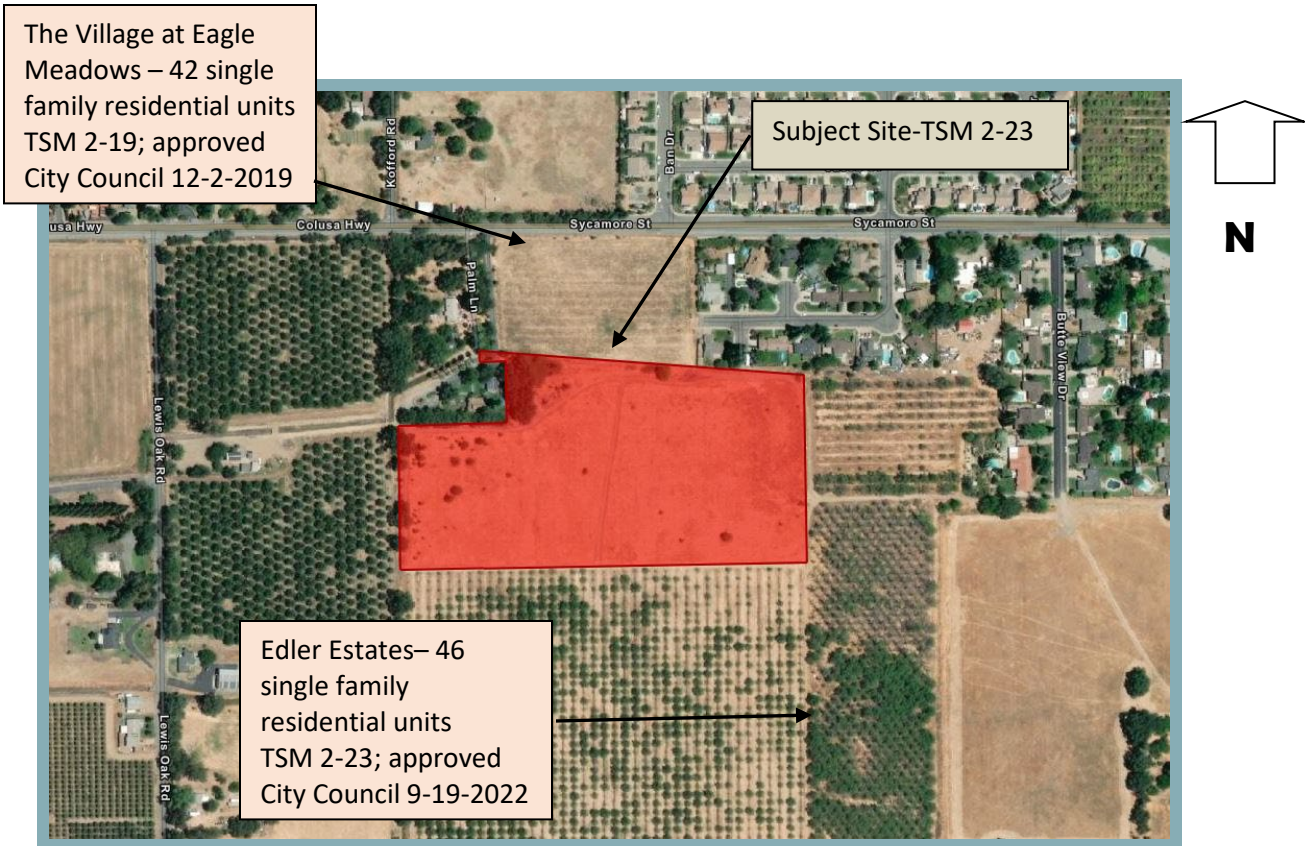 The Village at Eagle
Meadows – 42 single
family residential units
TSM 2-19; approved
City Council 12-2-2019
Subject Site-TSM 2-23
N
Kofford Rd
Ban Dr
usa Hwy
Colusa Hwy
Sycamore St
Sycamore St
Palm Ln
Butte View Dr
Lewis Oak Rd
Edler Estates– 46
single family
residential units
TSM 2-23; approved
City Council 9-19-2022
Lewis Oak Rd